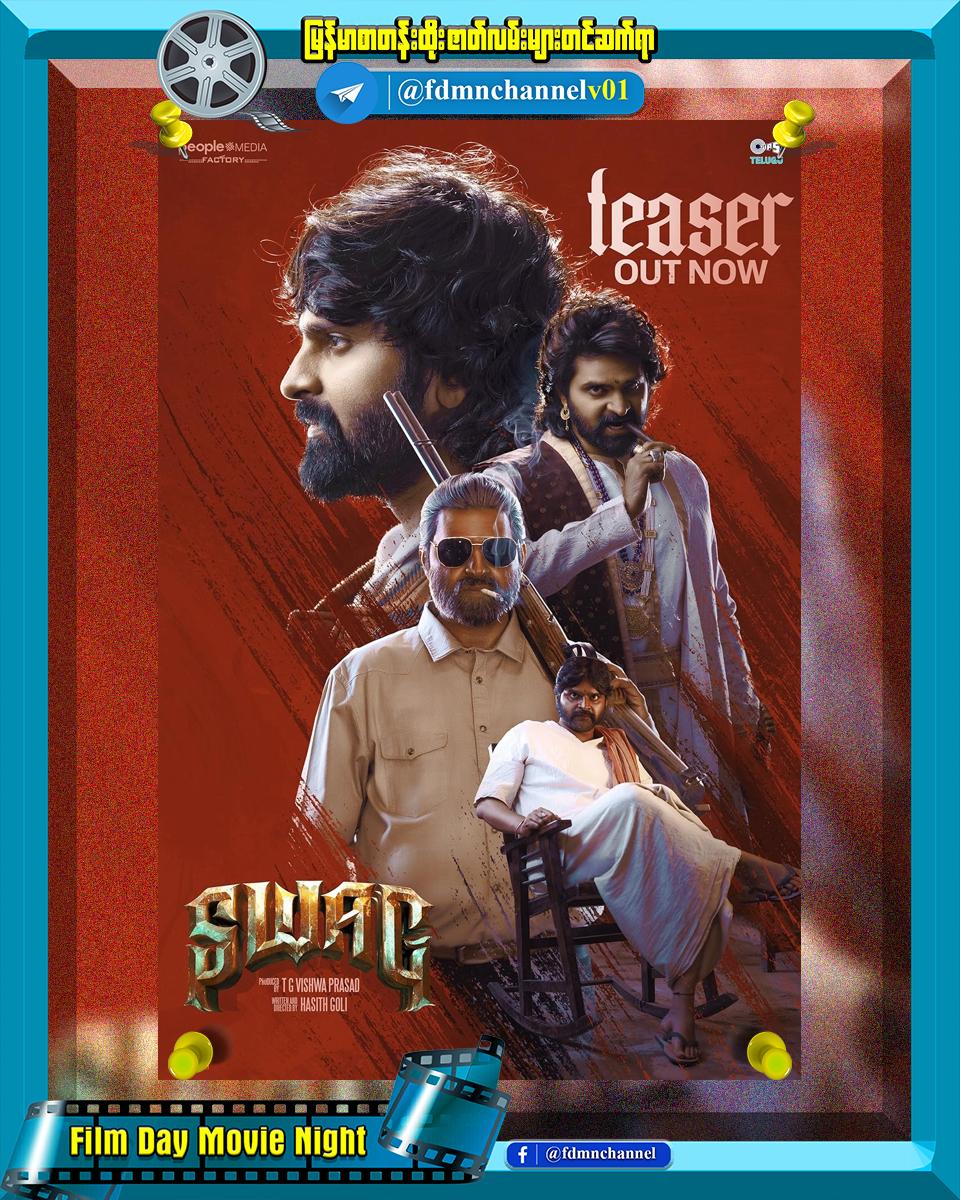 မြန်မာစာတန်းထိုးဇာတ်လမ်းများတင်ဆက်ရာ
@fdmnchannelv01
People MEDIA
FACTORY
TIPS
TELUGU
teaser
OUT NOW
SWAG
PRODUCED BY T G VISHWA PRASAD
WRITTEN AND DIRECTED BY HASITH GOLI
Film Day Movie Night
f @fdmnchannel